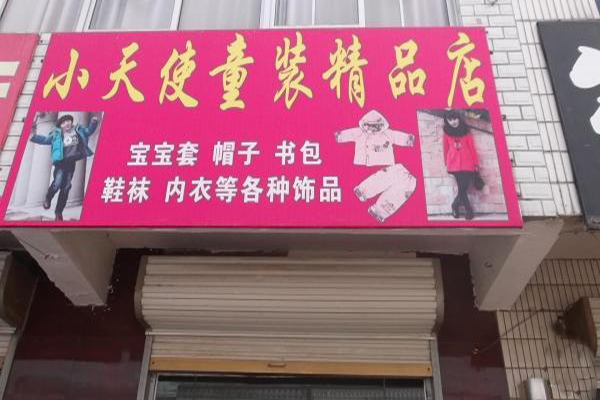 小天使童装精品店
宝宝套 帽子 书包
鞋袜 内衣等各种饰品